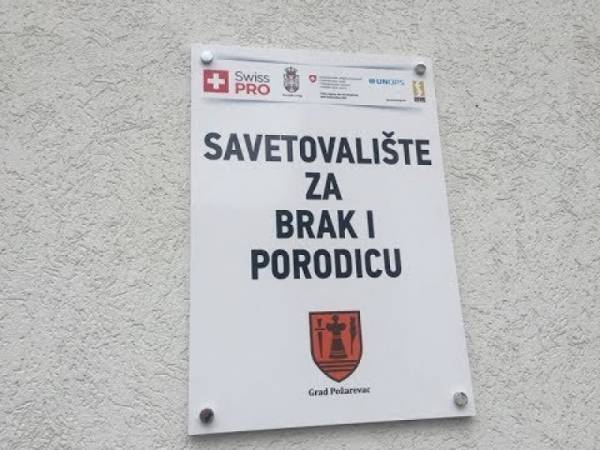 Swiss
PRO
UNOPS
SAVETOVALIŠTE
ZA
BRAK I
PORODICU
Grad Požarevac